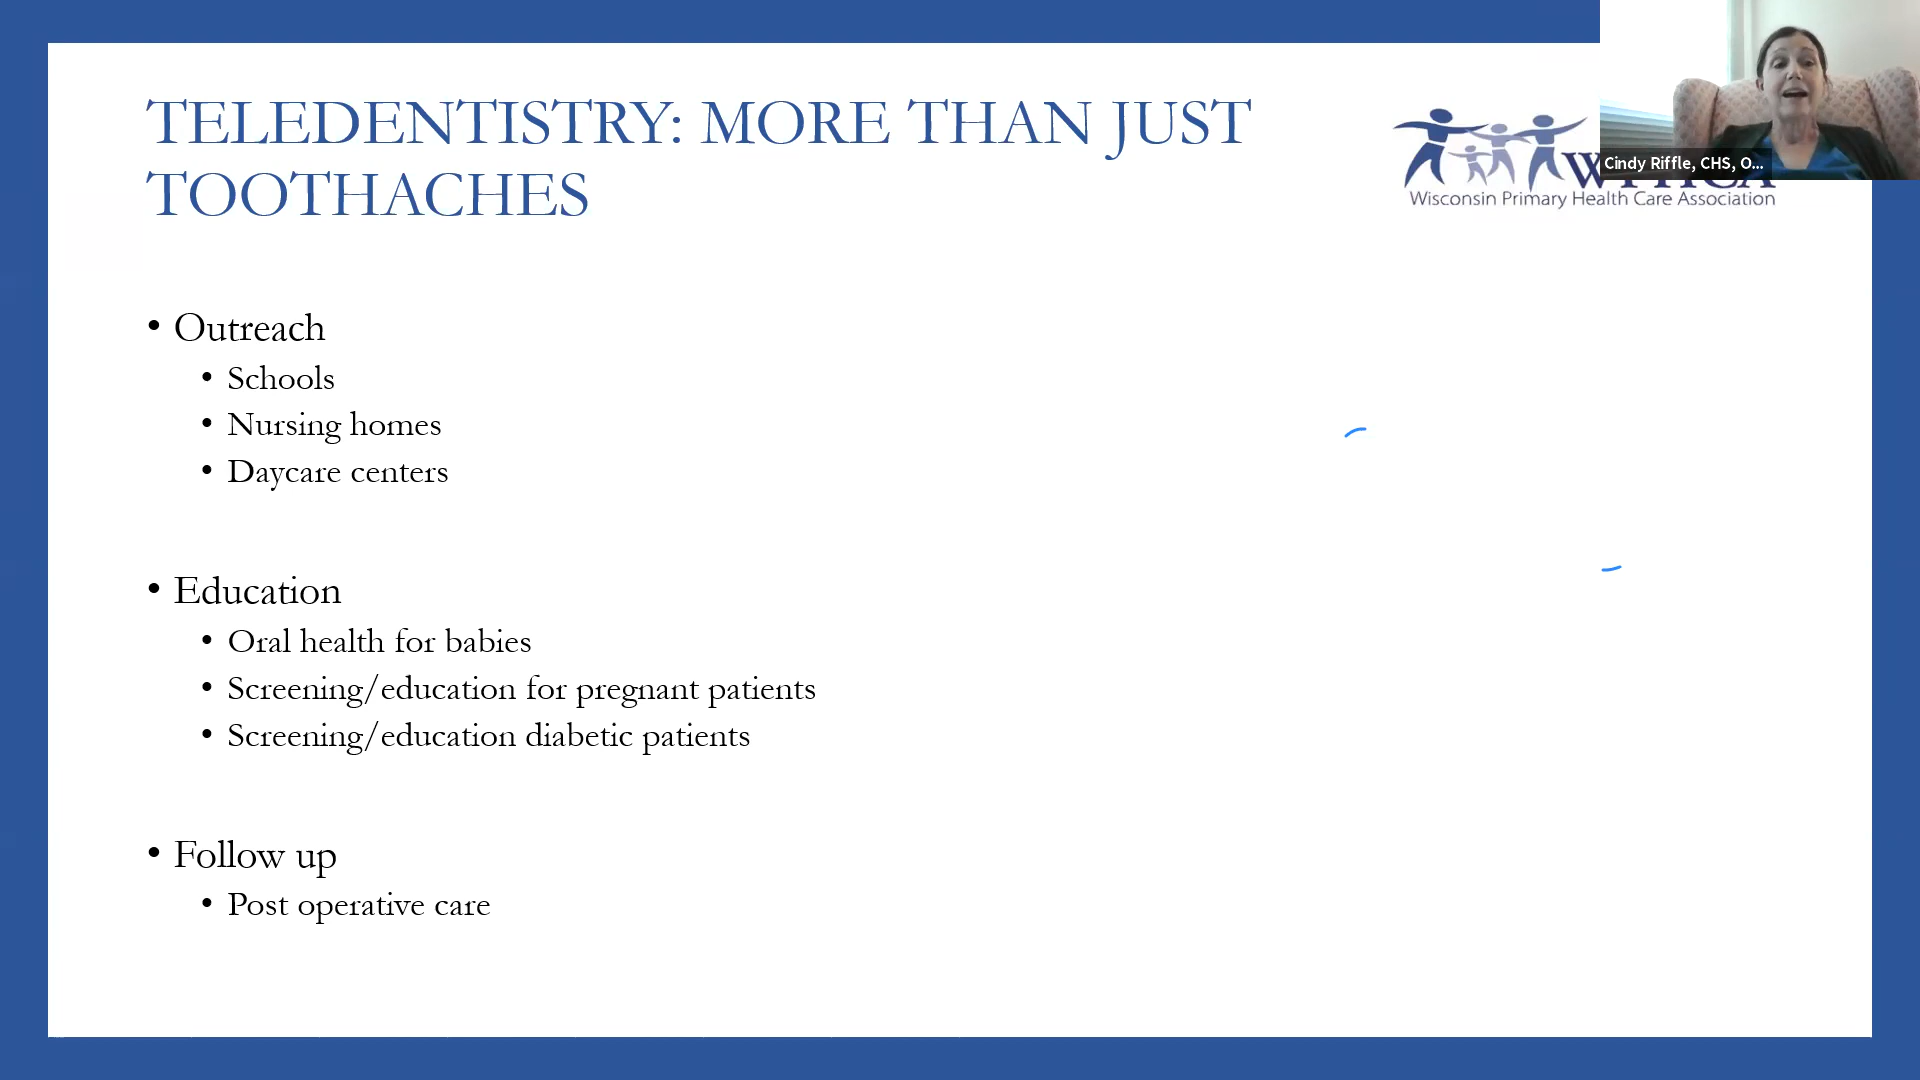 TELEDENTISTRY: MORE THAN JUST
TOOTHACHES
Cindy Riffle, CHS, O...
Wisconsin Primary Health Care Association
• Outreach
• Schools
• Nursing homes
• Daycare centers
• Education
• Oral health for babies
• Screening/education for pregnant patients
• Screening/education diabetic patients
• Follow up
• Post operative care